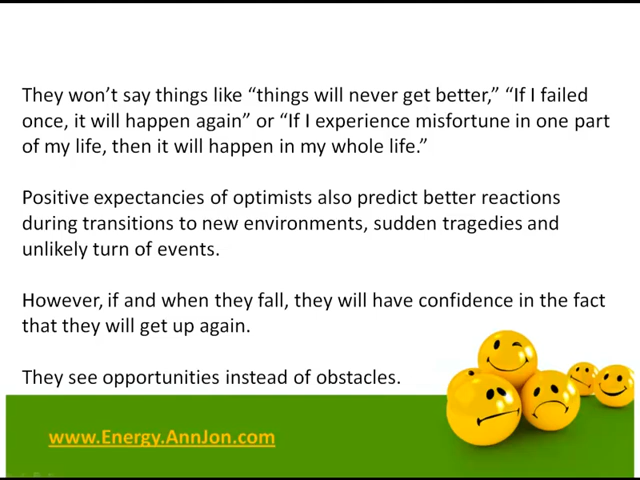 They won’t say things like “things will never get better,” “If I failed
once, it will happen again” or “If I experience misfortune in one part
of my life, then it will happen in my whole life.”
Positive expectancies of optimists also predict better reactions
during transitions to new environments, sudden tragedies and
unlikely turn of events.
However, if and when they fall, they will have confidence in the fact
that they will get up again.
They see opportunities instead of obstacles.
www.Energy.AnnJon.com